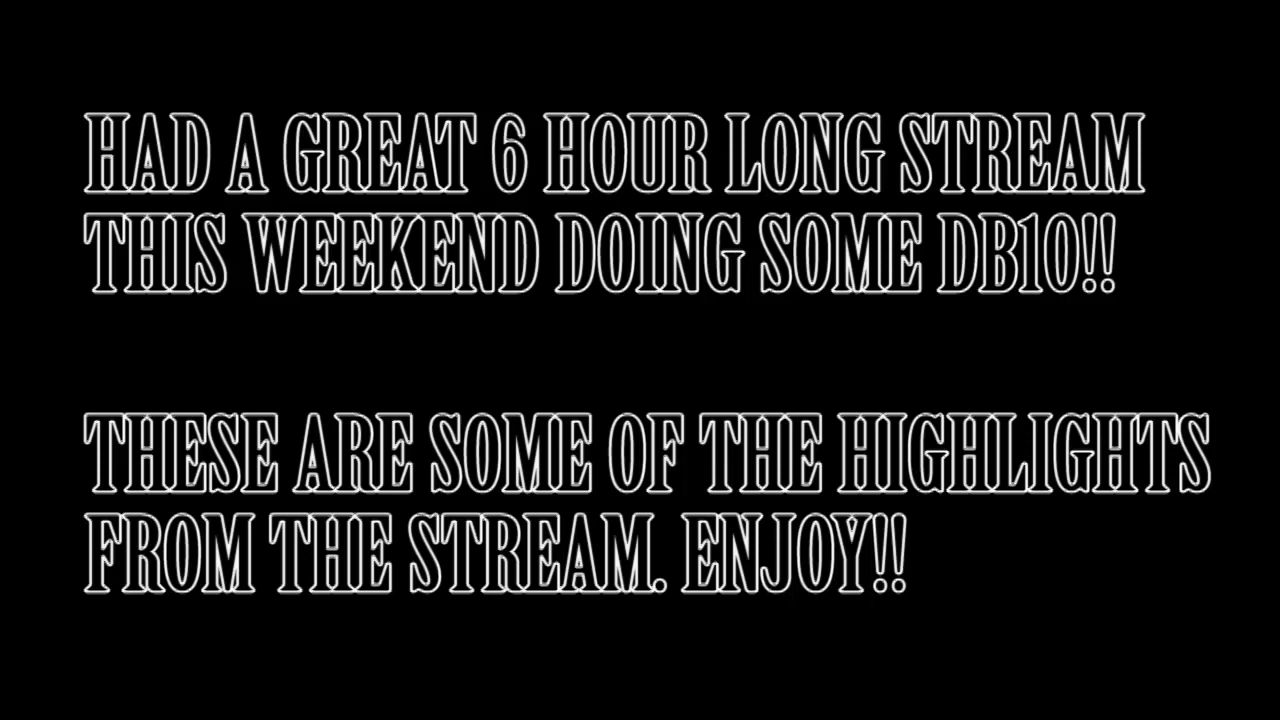 HAD A GREAT 6 HOUR LONG STREAM
THIS WEEKEND DOING SOME DB10!!
THESE ARE SOME OF THE HIGHLIGHTS
FROM THE STREAM. ENJOY!!